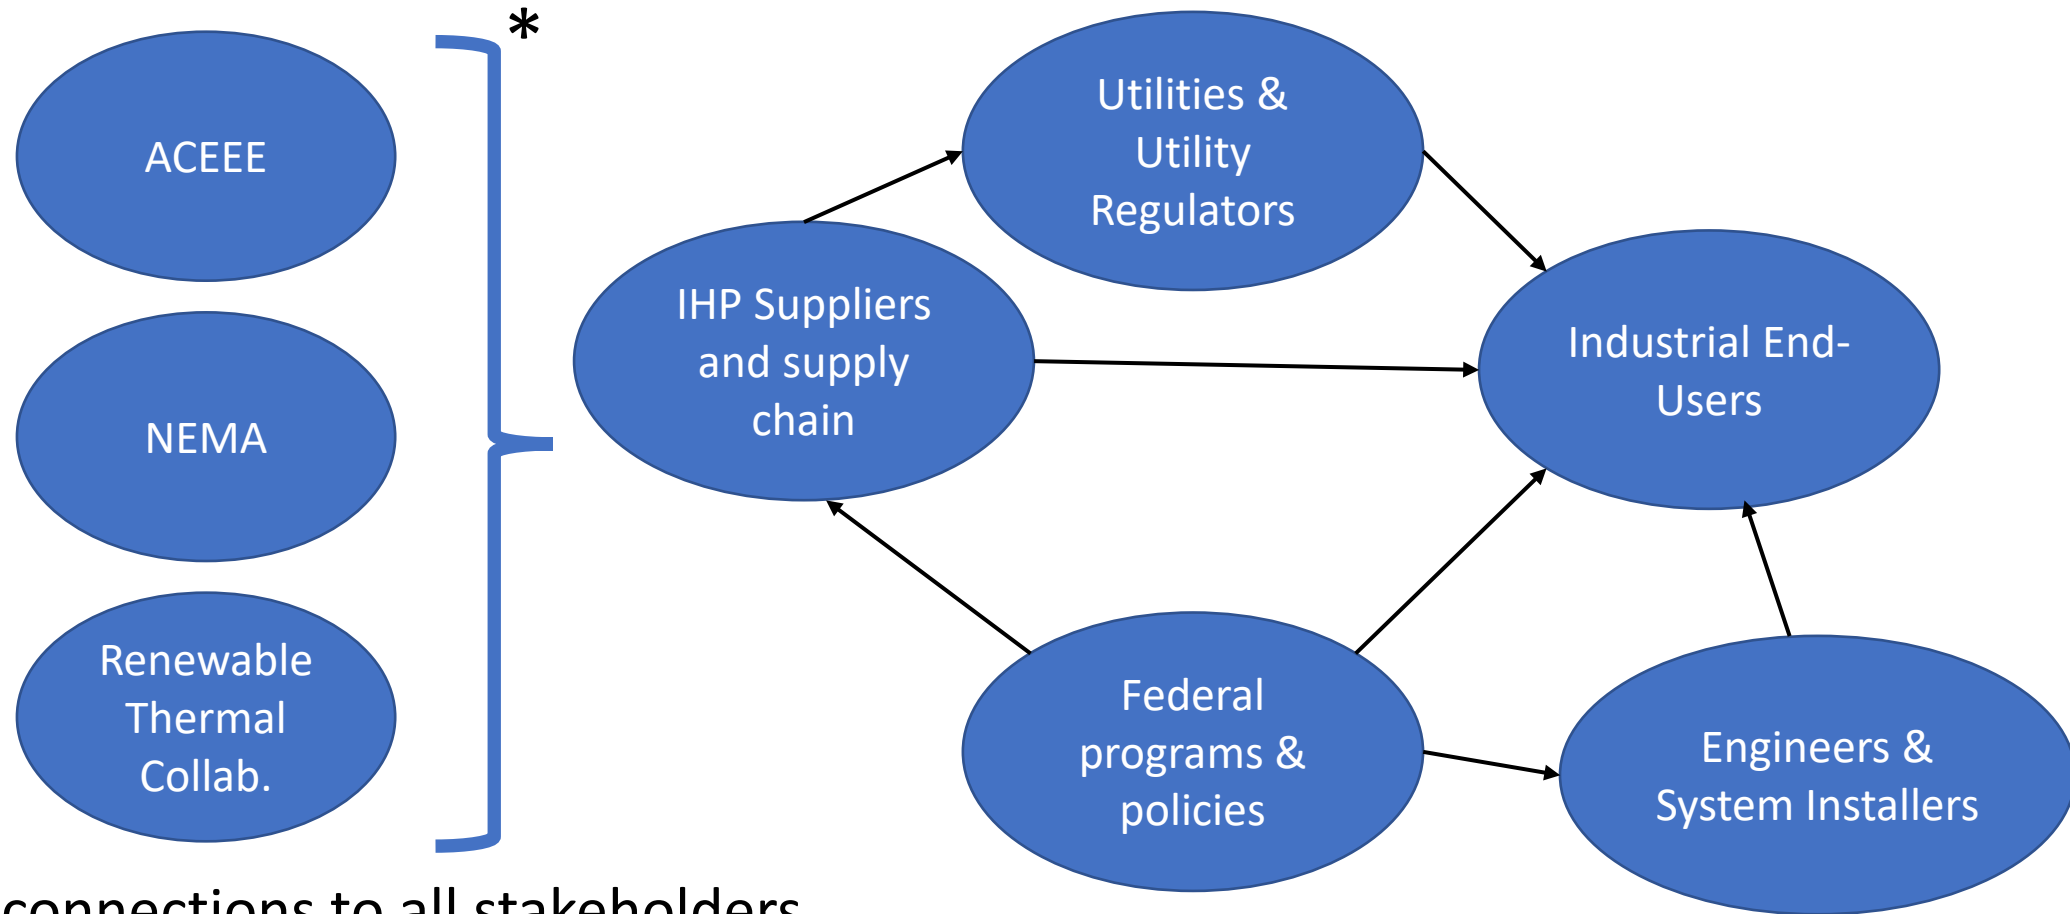 *
ACEEE
NEMA
Renewable
Thermal
Collab.
Utilities &
Utility
Regulators
IHP Suppliers
and supply
chain
Industrial End-
Users
Federal
programs &
policies
Engineers &
System Installers
connections to all stakeholders